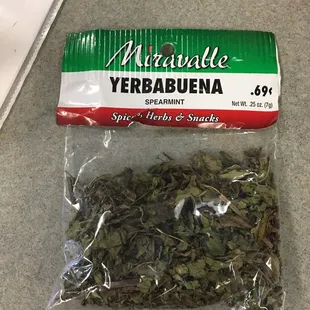 Miravalle
YERBABUENA
.69¢
SPEARMINT
Net Wt. .25 oz. (7g)
Spices Herbs & Snacks